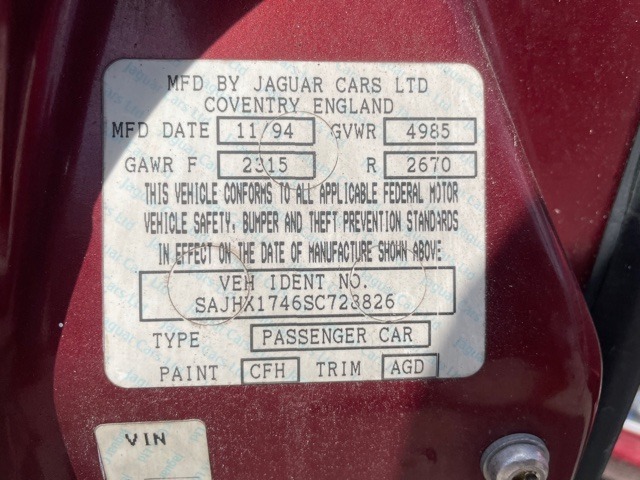 MFD BY JAGUAR CARS LTD
COVENTRY ENGLAND
MFD DATE 11/94 GVWR 4985
GAWR F 2315 R 2670
THIS VEHICLE CONFORMS TO ALL APPLICABLE FEDERAL MOTOR
VEHICLE SAFETY, BUMPER AND THEFT PREVENTION STANDARDS
IN EFFECT ON THE DATE OF MANUFACTURE SHOWN ABOVE
VEH IDENT NO.
SAJHX1746SC723826
TYPE PASSENGER CAR
PAINT CFH TRIM AGD
VIN